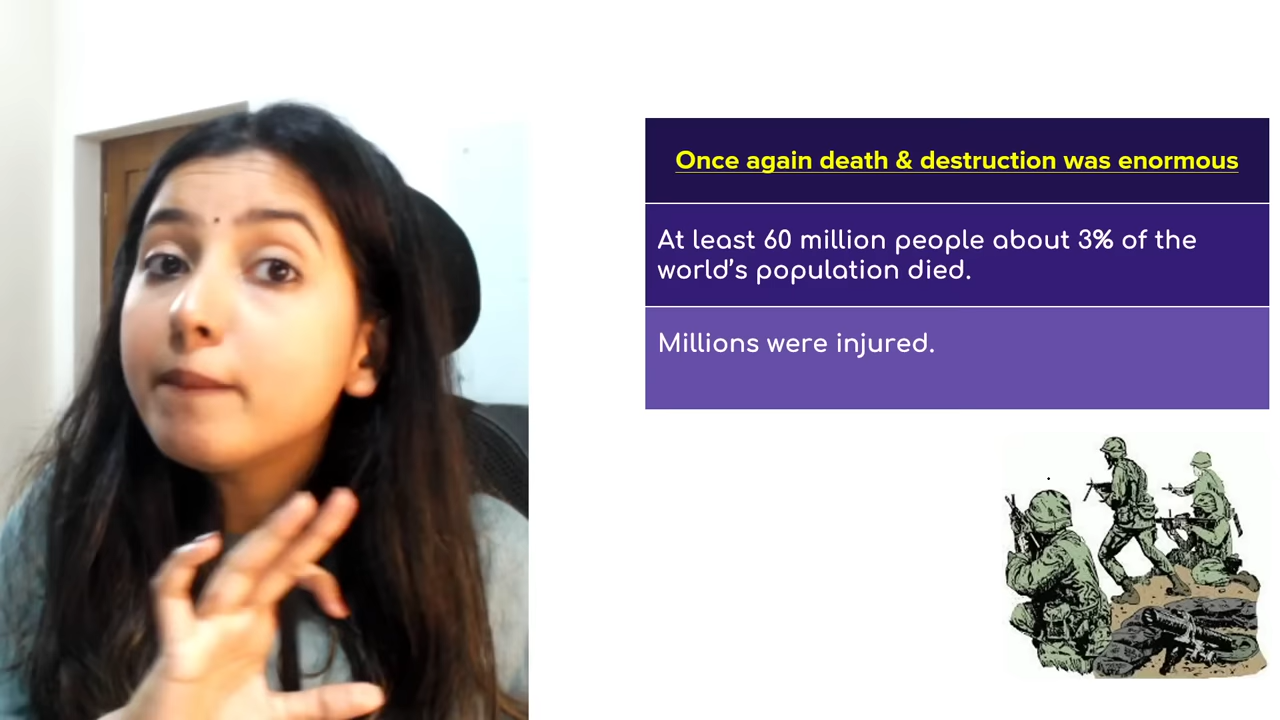 Once again death & destruction was enormous
At least 60 million people about 3% of the
world’s population died.
Millions were injured.